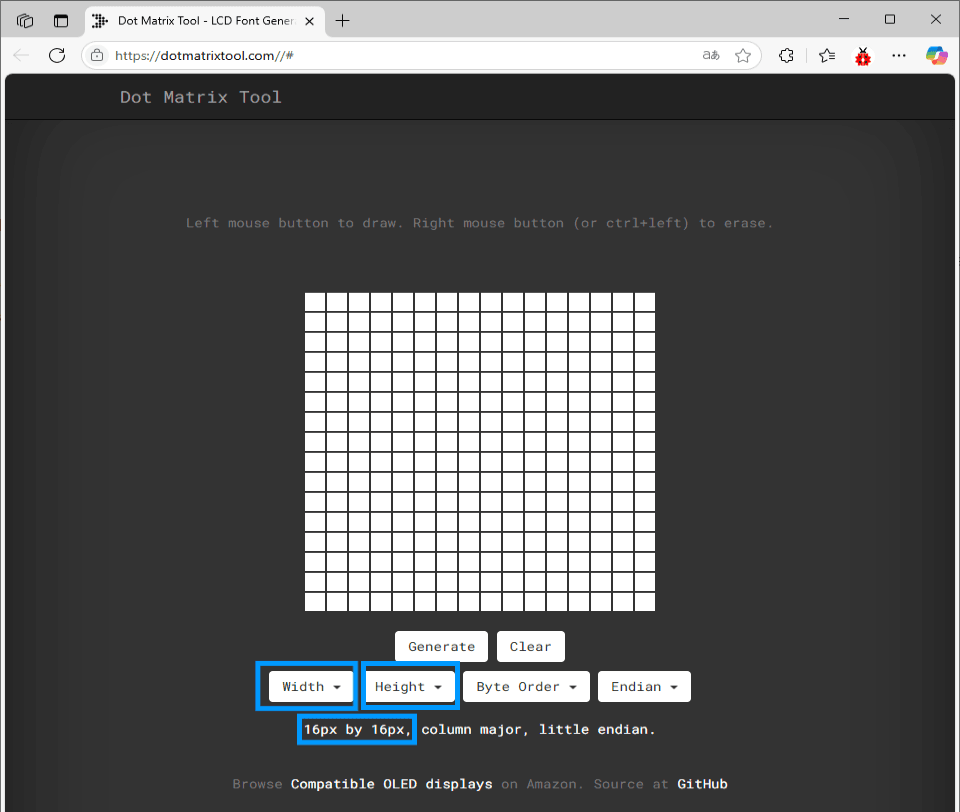 Dot Matrix Tool - LCD Font Gener
https://dotmatrixtool.com//#
aあ
Dot Matrix Tool
Left mouse button to draw. Right mouse button (or ctrl+left) to erase.
Generate Clear
Width Height Byte Order Endian
16px by 16px, column major, little endian.
Browse Compatible OLED displays on Amazon. Source at GitHub